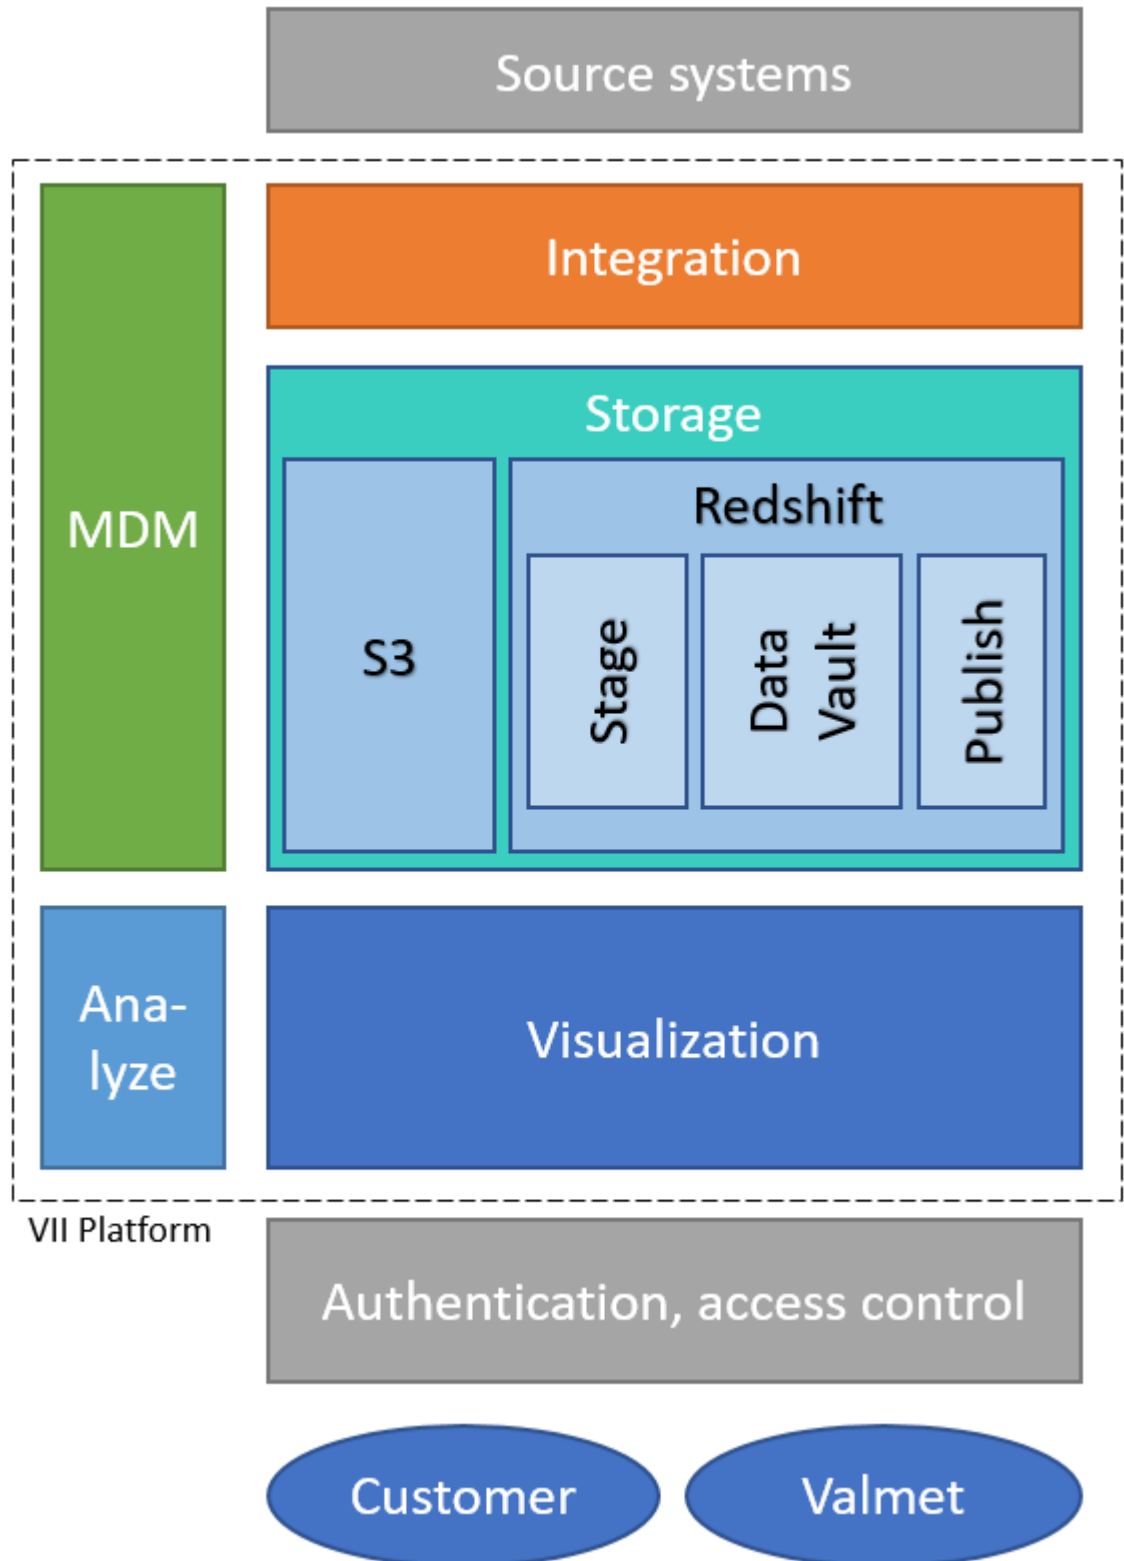 Source systems
Integration
MDM
Storage
S3
Redshift
Stage
Data
Vault
Publish
Ana-
lyze
Visualization
VII Platform
Authentication, access control
Customer
Valmet